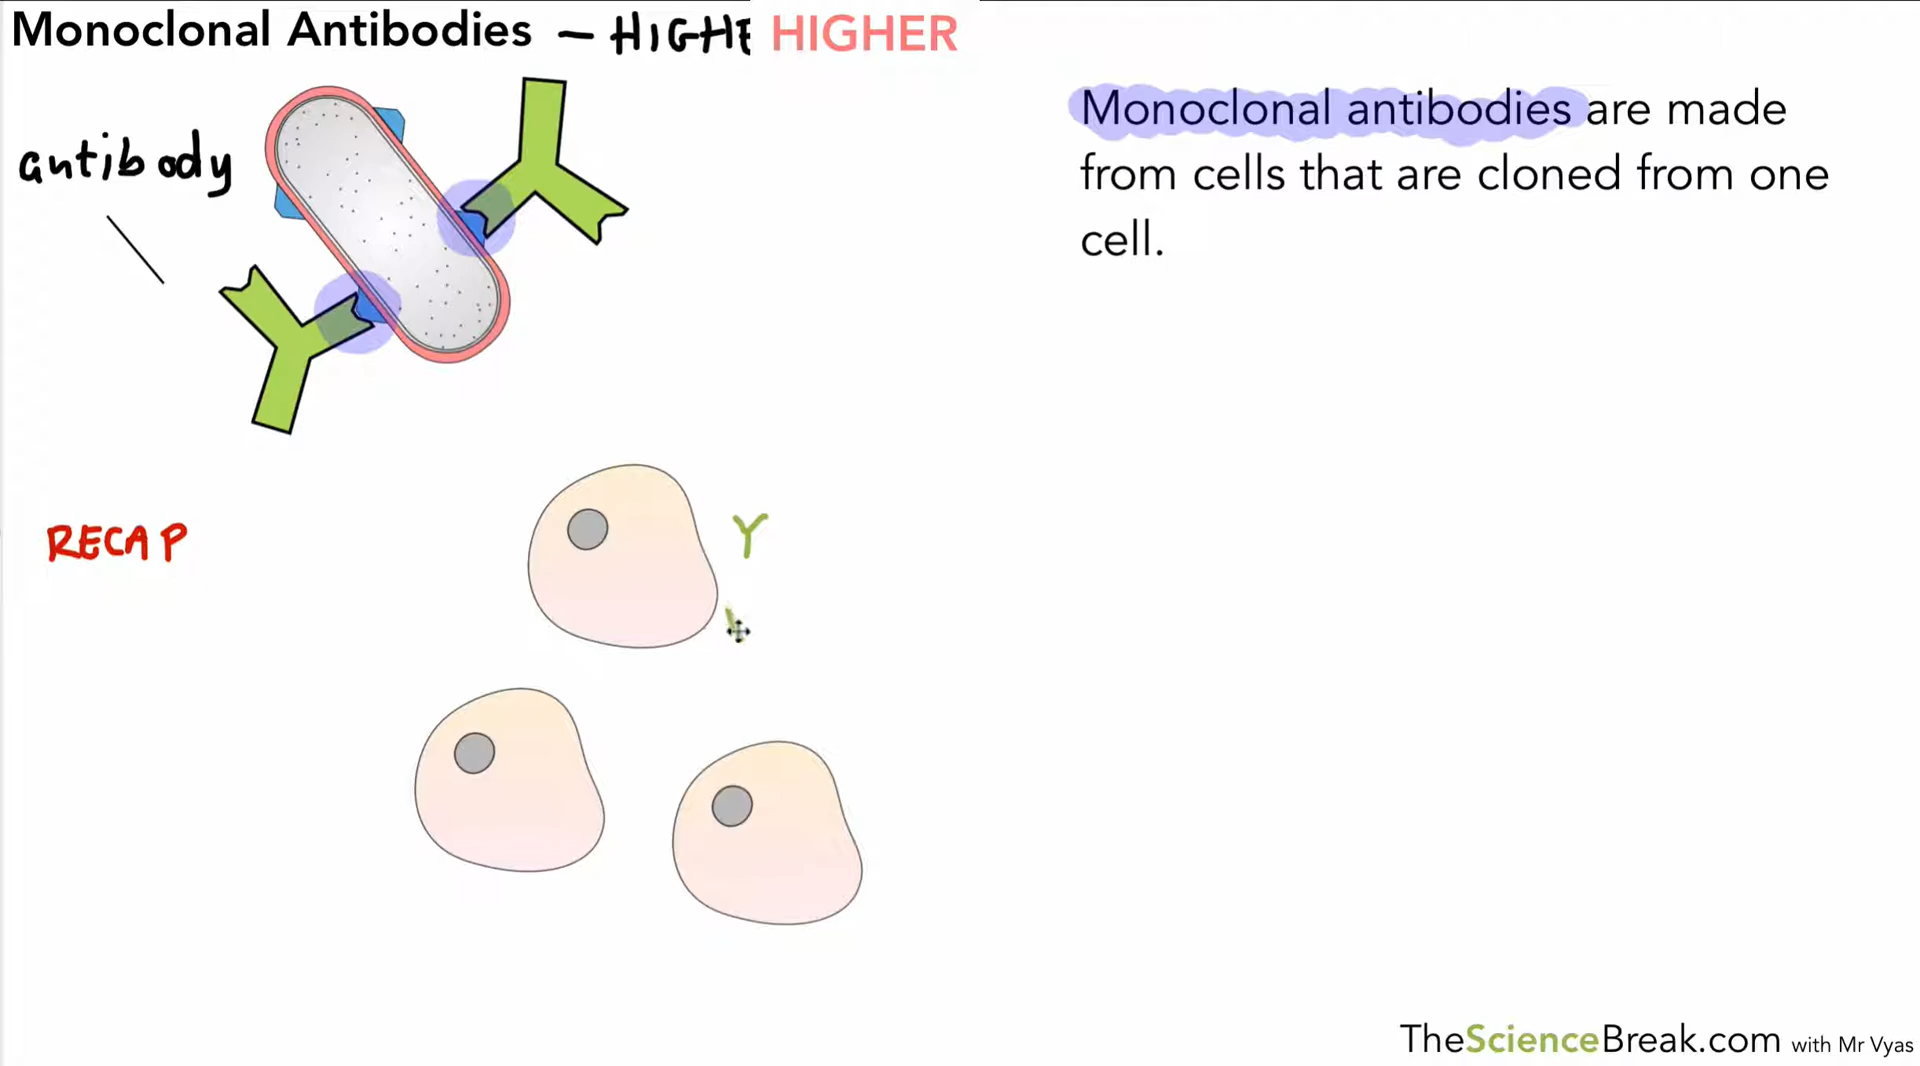 Monoclonal Antibodies – HIGHE HIGHER
antibody
Monoclonal antibodies are made
from cells that are cloned from one
cell.
RECAP
Y
TheScienceBreak.com with Mr Vyas